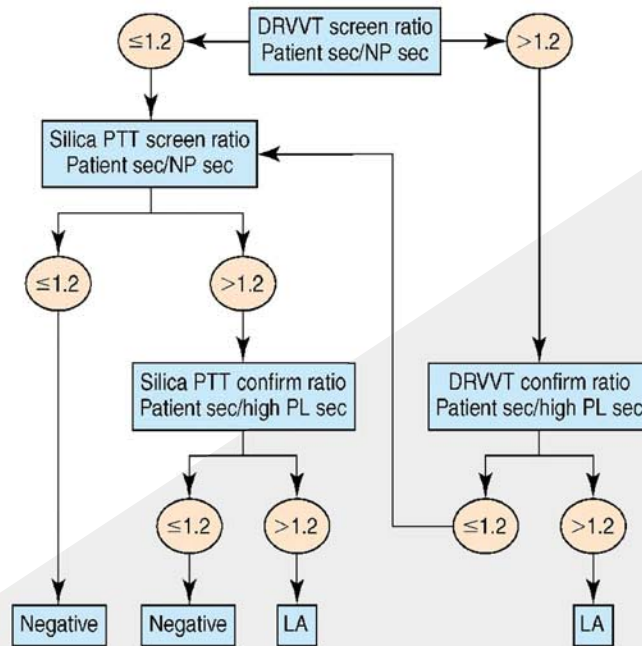 ≤1.2
DRVVT screen ratio
Patient sec/NP sec
>1.2
Silica PTT screen ratio
Patient sec/NP sec
≤1.2
>1.2
Silica PTT confirm ratio
Patient sec/high PL sec
DRVVT confirm ratio
Patient sec/high PL sec
≤1.2
>1.2
≤1.2
>1.2
Negative
Negative
LA
LA